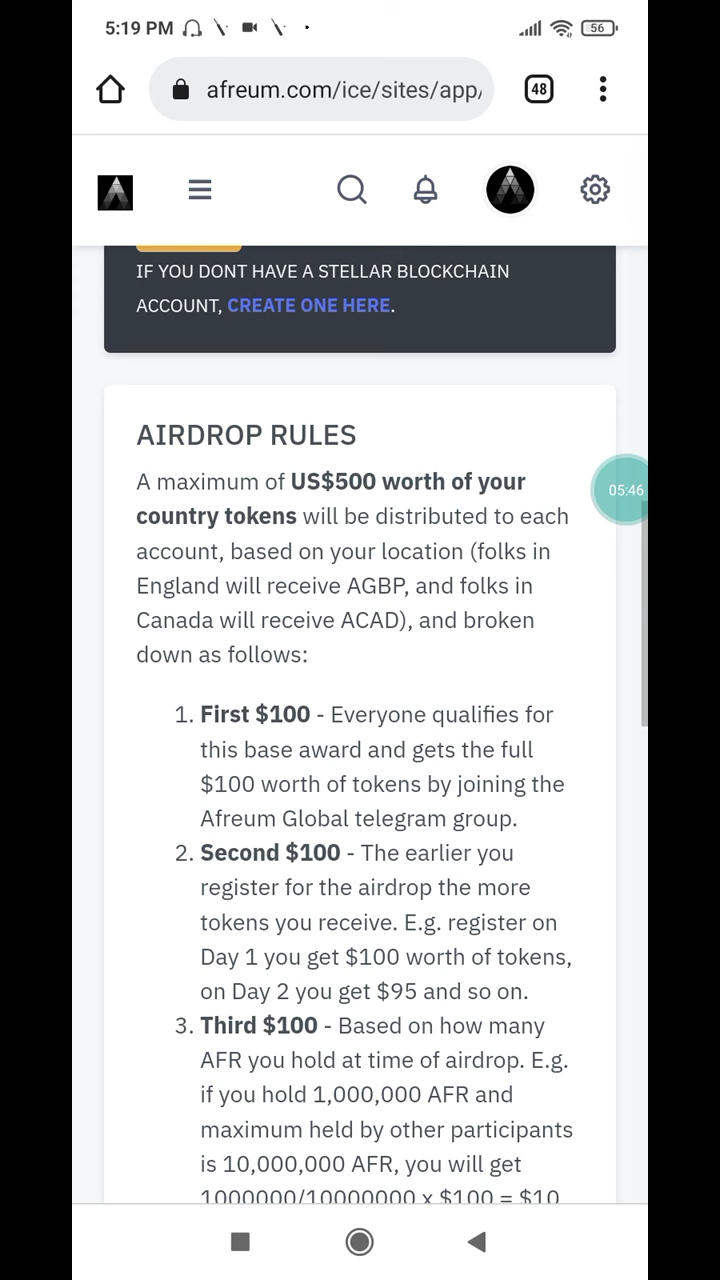 5:19 PM
56
afreum.com/ice/sites/app/
48
IF YOU DONT HAVE A STELLAR BLOCKCHAIN
ACCOUNT, CREATE ONE HERE.
AIRDROP RULES
A maximum of US$500 worth of your
country tokens will be distributed to each
account, based on your location (folks in
England will receive AGBP, and folks in
Canada will receive ACAD), and broken
down as follows:
1. First $100 - Everyone qualifies for
this base award and gets the full
$100 worth of tokens by joining the
Afreum Global telegram group.
2. Second $100 - The earlier you
register for the airdrop the more
tokens you receive. E.g. register on
Day 1 you get $100 worth of tokens,
on Day 2 you get $95 and so on.
3. Third $100 - Based on how many
AFR you hold at time of airdrop. E.g.
if you hold 1,000,000 AFR and
maximum held by other participants
is 10,000,000 AFR, you will get
1000000/10000000 x $100 = $10
05:46